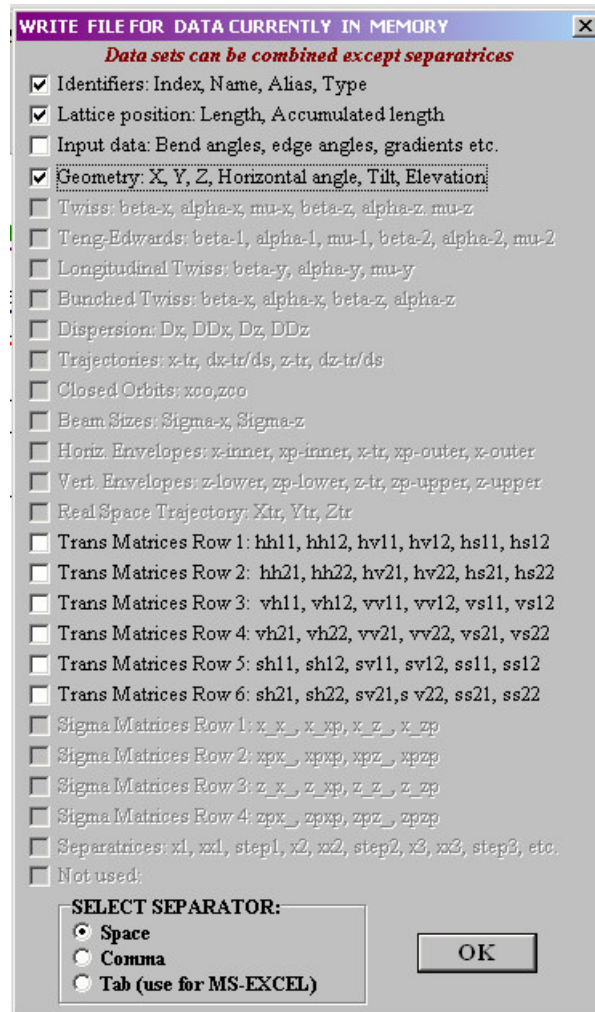 WRITE FILE FOR DATA CURRENTLY IN MEMORY
Data sets can be combined except separatrices
Identifiers: Index, Name, Alias, Type
Lattice position: Length, Accumulated length
Input data: Bend angles, edge angles, gradients etc.
Geometry: X, Y, Z, Horizontal angle, Tilt, Elevation
Twiss: beta-x, alpha-x, mu-x, beta-z, alpha-z. mu-z
Teng-Edwards: beta-1, alpha-1, mu-1, beta-2, alpha-2, mu-2
Longitudinal Twiss: beta-y, alpha-y, mu-y
Bunched Twiss: beta-x, alpha-x, beta-z, alpha-z
Dispersion: Dx, DDx, Dz, DDz
Trajectories: x-tr, dx-tr/ds, z-tr, dz-tr/ds
Closed Orbits: xco,zco
Beam Sizes: Sigma-x, Sigma-z
Horiz. Envelopes: x-inner, xp-inner, x-tr, xp-outer, x-outer
Vert. Envelopes: z-lower, zp-lower, z-tr, zp-upper, z-upper
Real Space Trajectory: Xtr, Ytr, Ztr
Trans Matrices Row 1: hh11, hh12, hv11, hv12, hs11, hs12
Trans Matrices Row 2: hh21, hh22, hv21, hv22, hs21, hs22
Trans Matrices Row 3: vh11, vh12, vv11, vv12, vs11, vs12
Trans Matrices Row 4: vh21, vh22, vv21, vv22, vs21, vs22
Trans Matrices Row 5: sh11, sh12, sv11, sv12, ss11, ss12
Trans Matrices Row 6: sh21, sh22, sv21,s v22, ss21, ss22
Sigma Matrices Row 1: x_x_, x_xp, x_z_, x_zp
Sigma Matrices Row 2: xpx_, xpxp, xpz_, xpzp
Sigma Matrices Row 3: z_x_, z_xp, z_z_, z_zp
Sigma Matrices Row 4: zpx_, zpxp, zpz_, zpzp
Separatrices: x1, xx1, step1, x2, xx2, step2, x3, xx3, step3, etc.
Not used:
SELECT SEPARATOR:
Space
Comma
Tab (use for MS-EXCEL)
OK